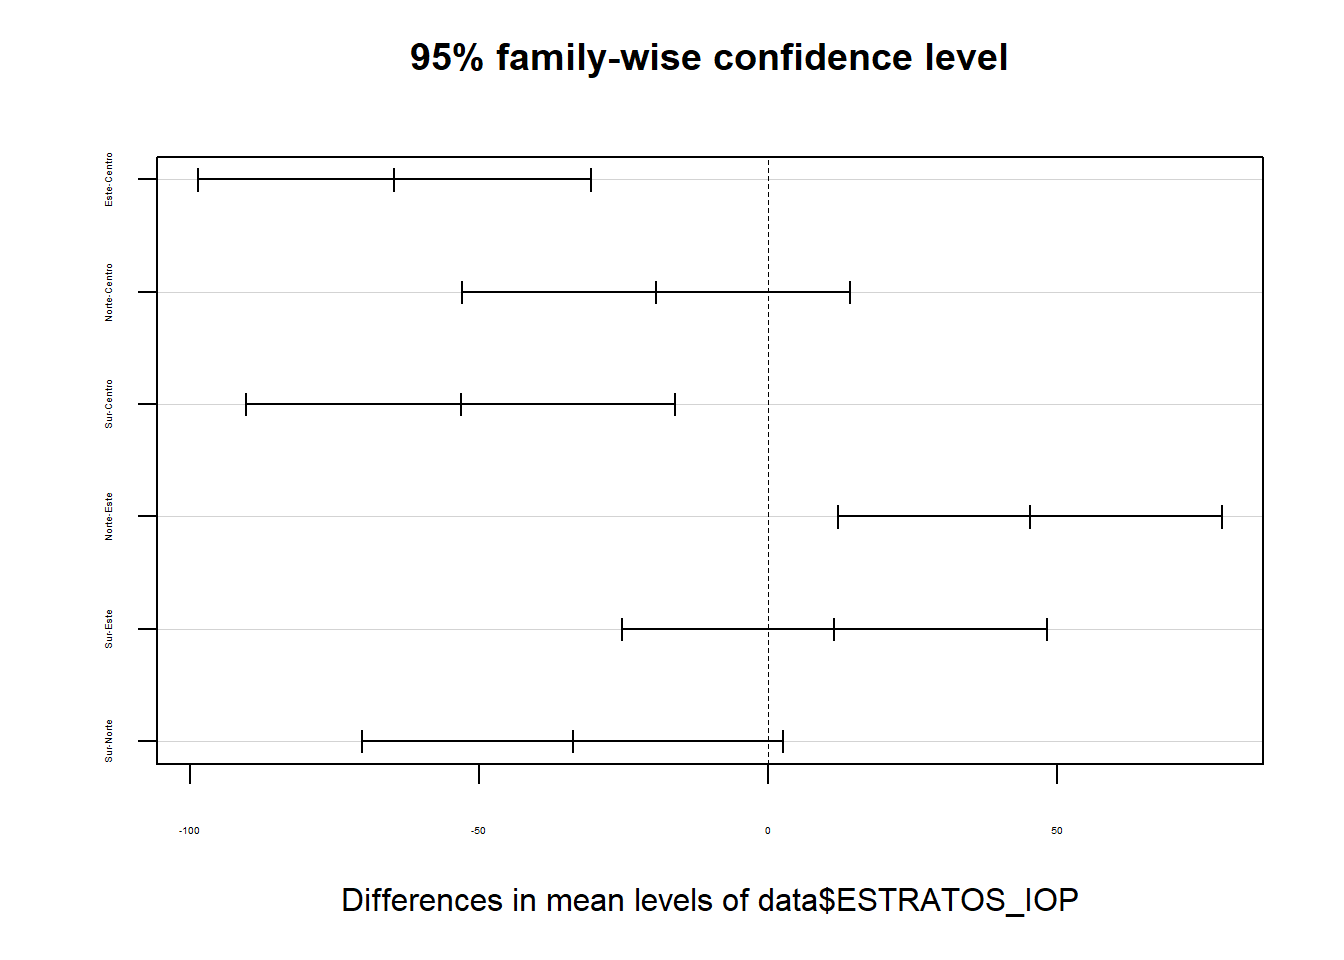 95% family-wise confidence level
Este-Centro
Norte-Centro
Sur-Centro
Norte-Este
Sur-Este
Sur-Norte
-100 -50 0 50
Differences in mean levels of data$ESTRATOS_IOP